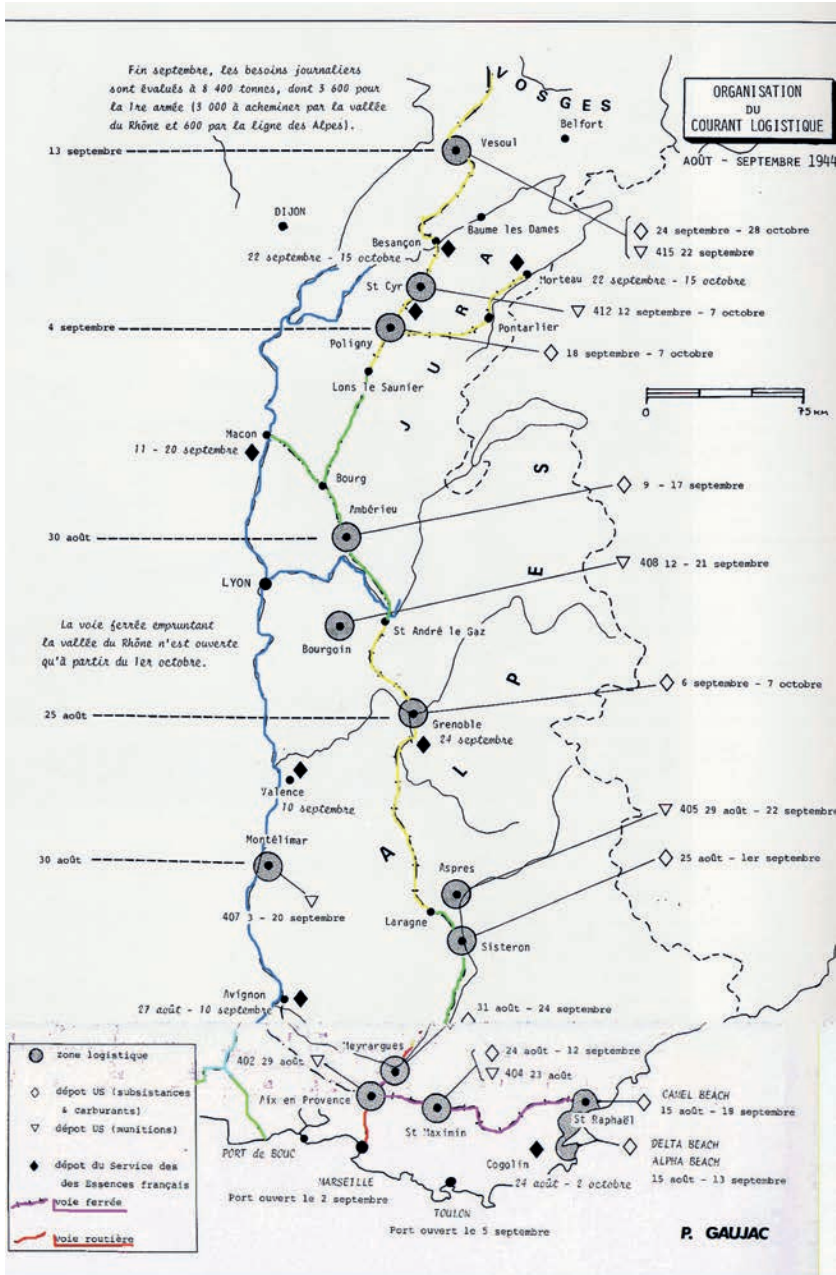 Fin septembre, les besoins journaliers
sont évalués à 8 400 tonnes, dont 3 600 pour
la 1re armée (3 000 à acheminer par la vallée
du Rhône et 600 par la ligne des Alpes).
ORGANISATION
DU
COURANT LOGISTIQUE
AOÛT - SEPTEMBRE 1944
VOSGES
Belfort
Vesoul
13 septembre
DIJON
Baume les Dames
24 septembre - 28 octobre
415 22 septembre
Besançon
22 septembre - 15 octobre
JURA
Morteau 22 septembre - 15 octobre
St Cyr
412 12 septembre - 7 octobre
4 septembre
Poligny
Pontarlier
18 septembre - 7 octobre
Lons le Saunier
0 75 KM
Macon
11 - 20 septembre
Bourg
9 - 17 septembre
Ambérieu
30 août
ALPES
408 12 - 21 septembre
LYON
St André le Gaz
Bourgoin
La voie ferrée empruntant
la vallée du Rhône n'est ouverte
qu'à partir du 1er octobre.
6 septembre - 7 octobre
25 août
Grenoble
24 septembre
Valence
10 septembre
405 29 août - 22 septembre
Montélimar
30 août
Aspres
25 août - 1er septembre
407 3 - 20 septembre
Laragne
Sisteron
Avignon
27 août - 10 septembre
31 août - 24 septembre
Meyrargues
402 29 août
24 août - 12 septembre
404 23 août
Aix en Provence
St Maximin
St Raphaël
CAMEL BEACH
15 août - 18 septembre
PORT de BOUC
MARSEILLE
Port ouvert le 2 septembre
Cogolin
24 août - 2 octobre
DELTA BEACH
ALPHA BEACH
15 août - 13 septembre
TOULON
Port ouvert le 5 septembre
zone logistique
dépôt US (subsistances
& carburants)
dépôt US (munitions)
dépôt du Service des
des Essences français
voie ferrée
voie routière
P. GAUJAC